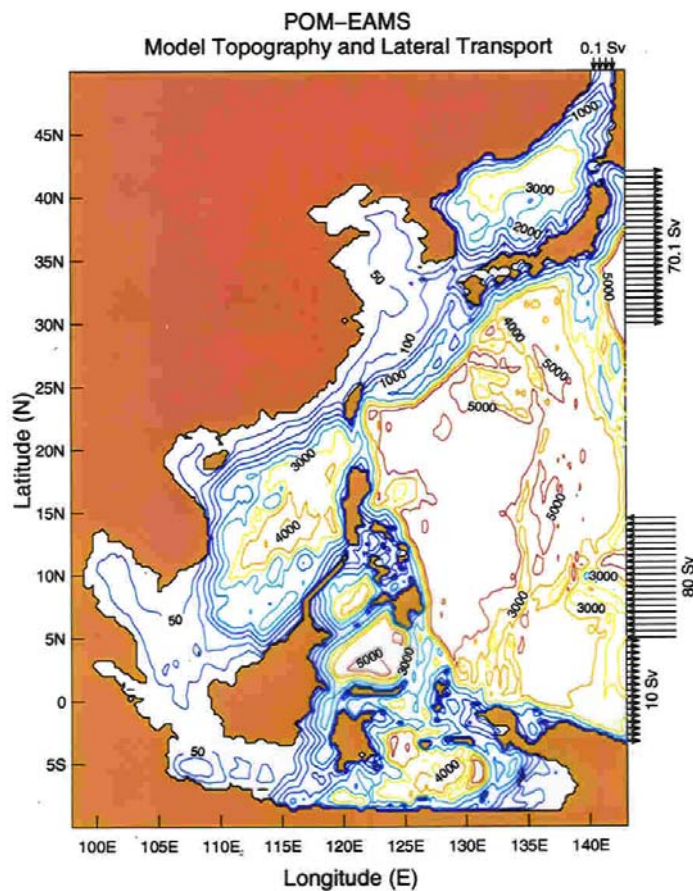 POM–EAMS
Model Topography and Lateral Transport
0.1 Sv
45N
40N
35N
30N
25N
20N
15N
10N
5N
0
5S
Latitude (N)
1000
3000
2000
50
70.1 Sv
5000
100
4000
1000
5000
5000
3000
4000
5000
80 Sv
3000
3000
50
3000
5000
3000
10 Sv
50
4000
100E
105E
110E
115E
120E
125E
130E
135E
140E
Longitude (E)